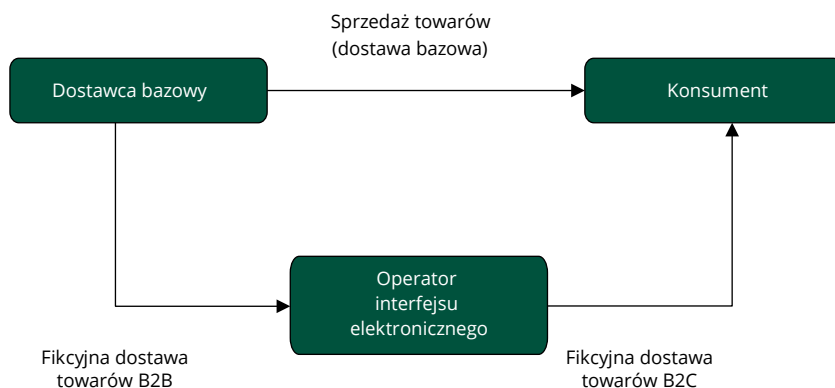 Sprzedaż towarów
(dostawa bazowa)
Dostawca bazowy
Konsument
Operator
interfejsu
elektronicznego
Fikcyjna dostawa
towarów B2B
Fikcyjna dostawa
towarów B2C